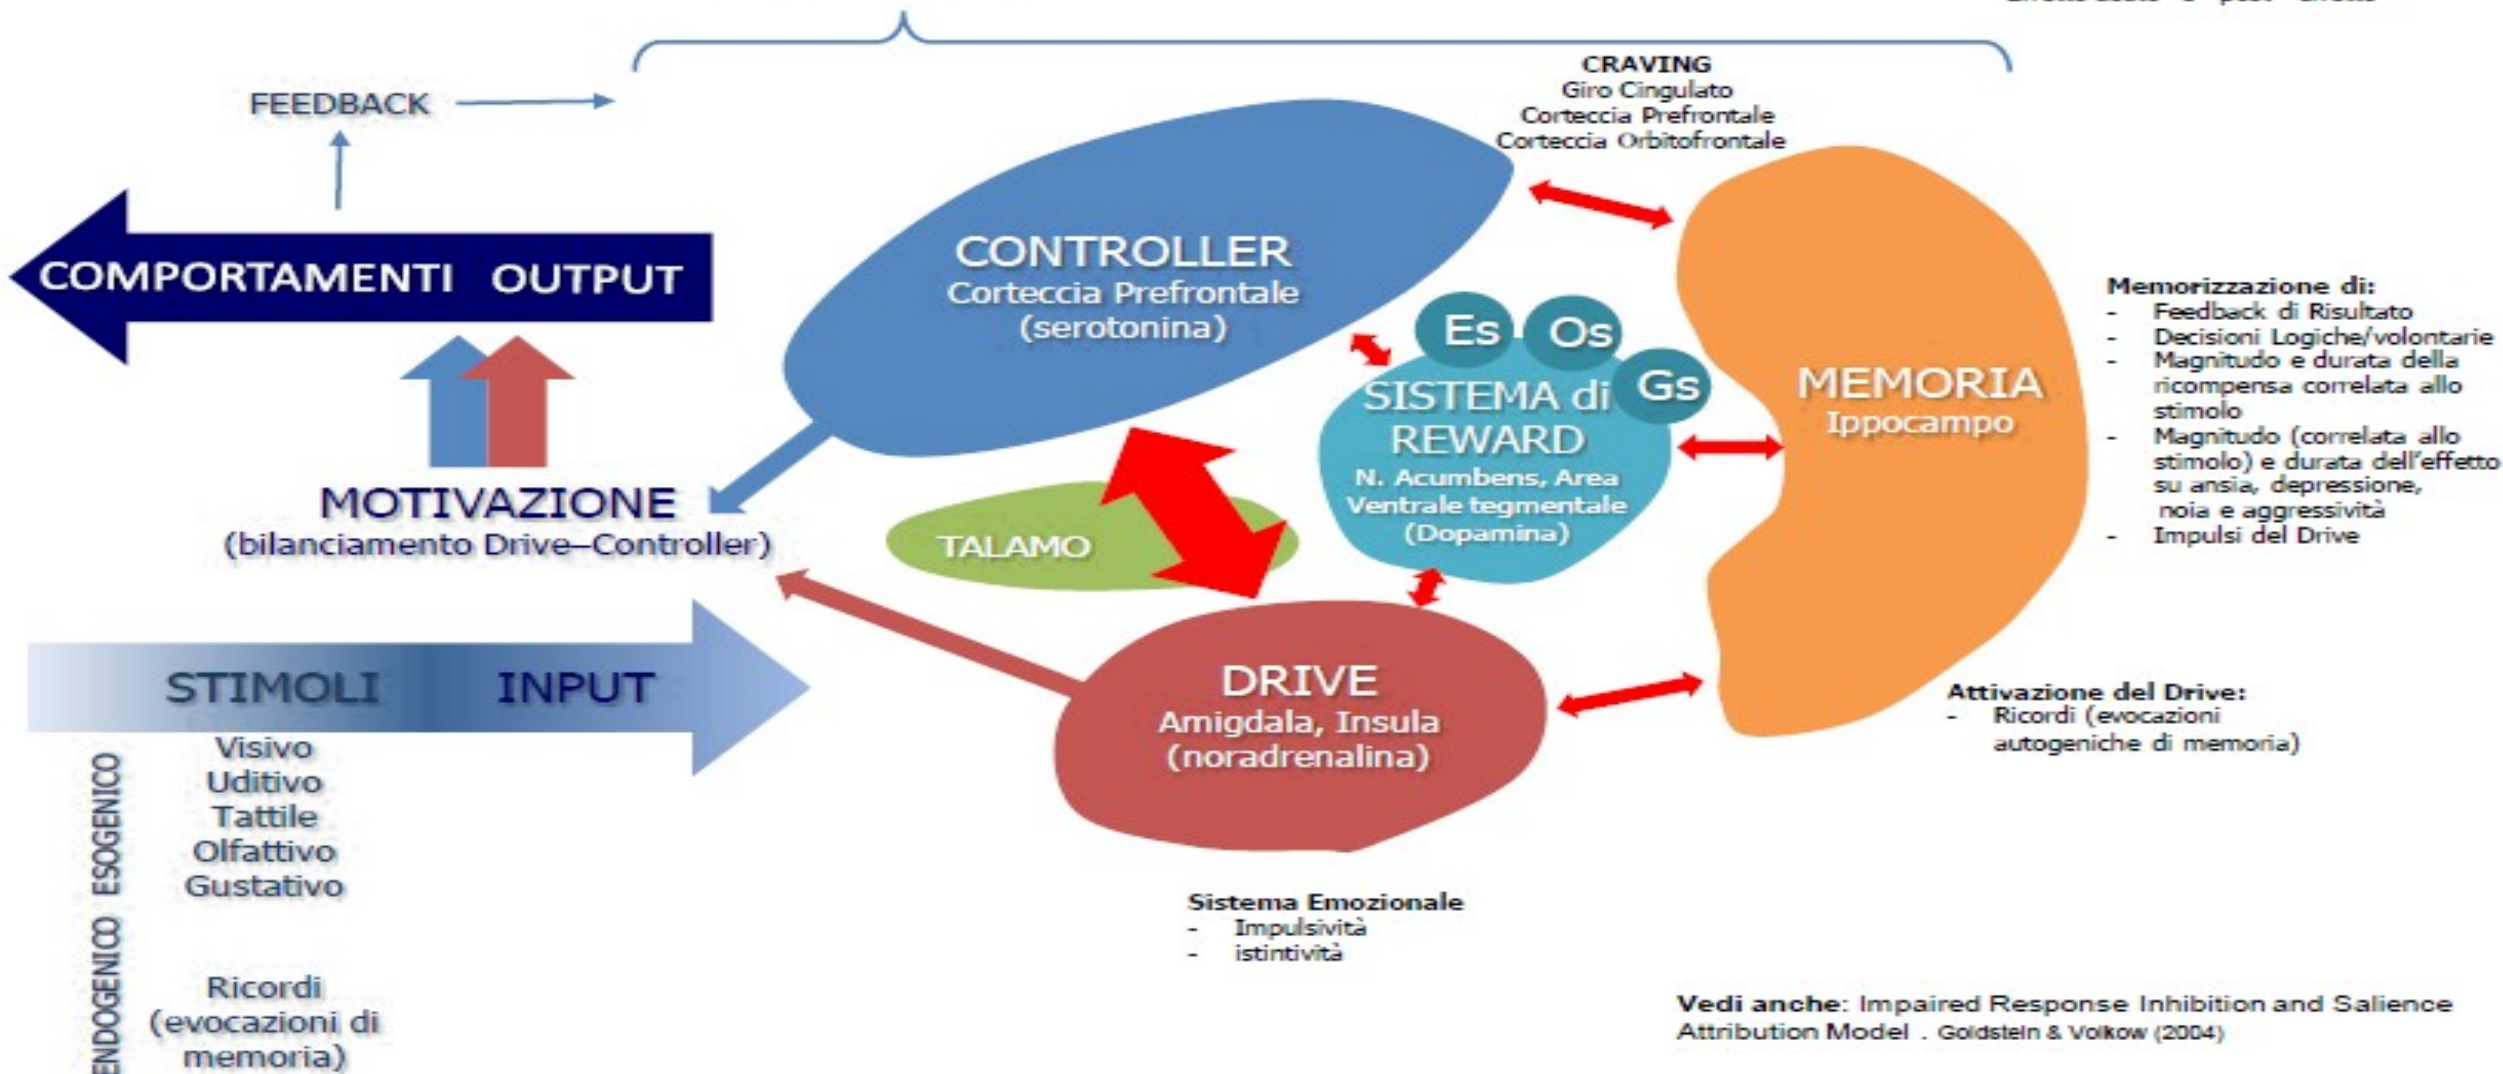 FEEDBACK
CRAVING
Giro Cingulato
Corteccia Prefrontale
Corteccia Orbitofrontale
COMPORTAMENTI OUTPUT
CONTROLLER
Corteccia Prefrontale
(serotonina)
Es
Os
Gs
SISTEMA di
REWARD
N. Acumbens, Area
Ventrale tegmentale
(Dopamina)
MEMORIA
Ippocampo
Memorizzazione di:
- Feedback di Risultato
- Decisioni Logiche/volontarie
- Magnitudo e durata della
ricompensa correlata allo
stimolo
- Magnitudo (correlata allo
stimolo) e durata dell'effetto
su ansia, depressione,
noia e aggressività
- Impulsi del Drive
MOTIVAZIONE
(bilanciamento Drive–Controller)
TALAMO
STIMOLI INPUT
DRIVE
Amigdala, Insula
(noradrenalina)
Attivazione del Drive:
- Ricordi (evocazioni
autogeniche di memoria)
ESOGENICO
Visivo
Uditivo
Tattile
Olfattivo
Gustativo
Sistema Emozionale
- Impulsività
- istintività
ENDOGENICO
Ricordi
(evocazioni di
memoria)
Vedi anche: Impaired Response Inhibition and Salience
Attribution Model . Goldstein & Volkow (2004)